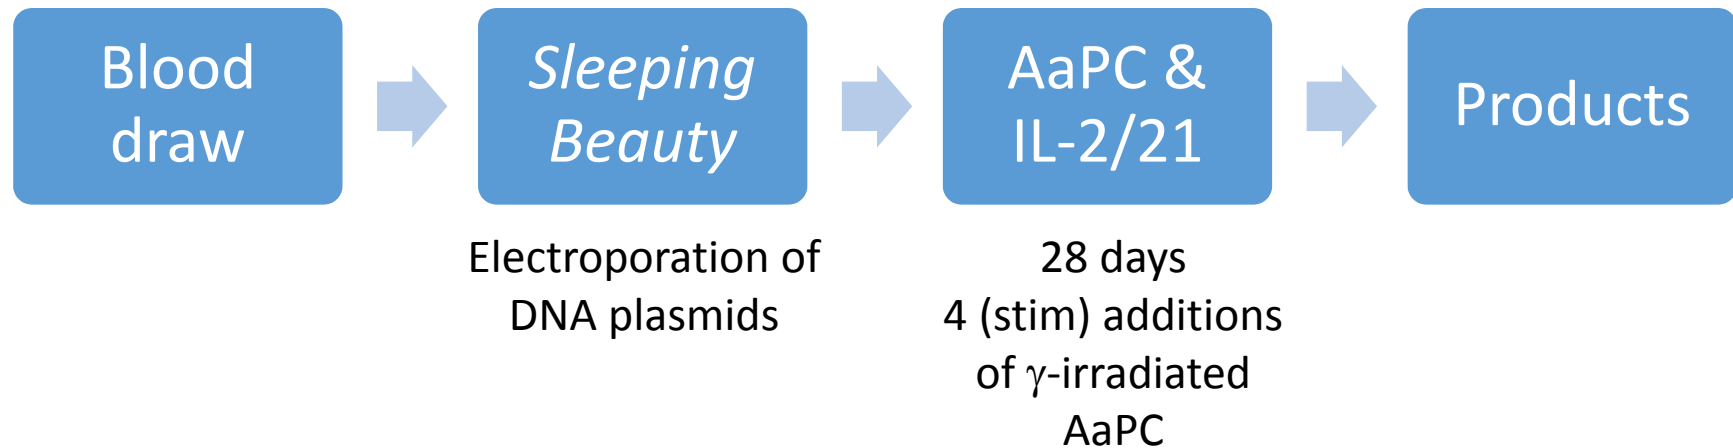 Blood
draw
Sleeping
Beauty
AaPC &
IL-2/21
Products
Electroporation of
DNA plasmids
28 days
4 (stim) additions
of γ-irradiated
AaPC